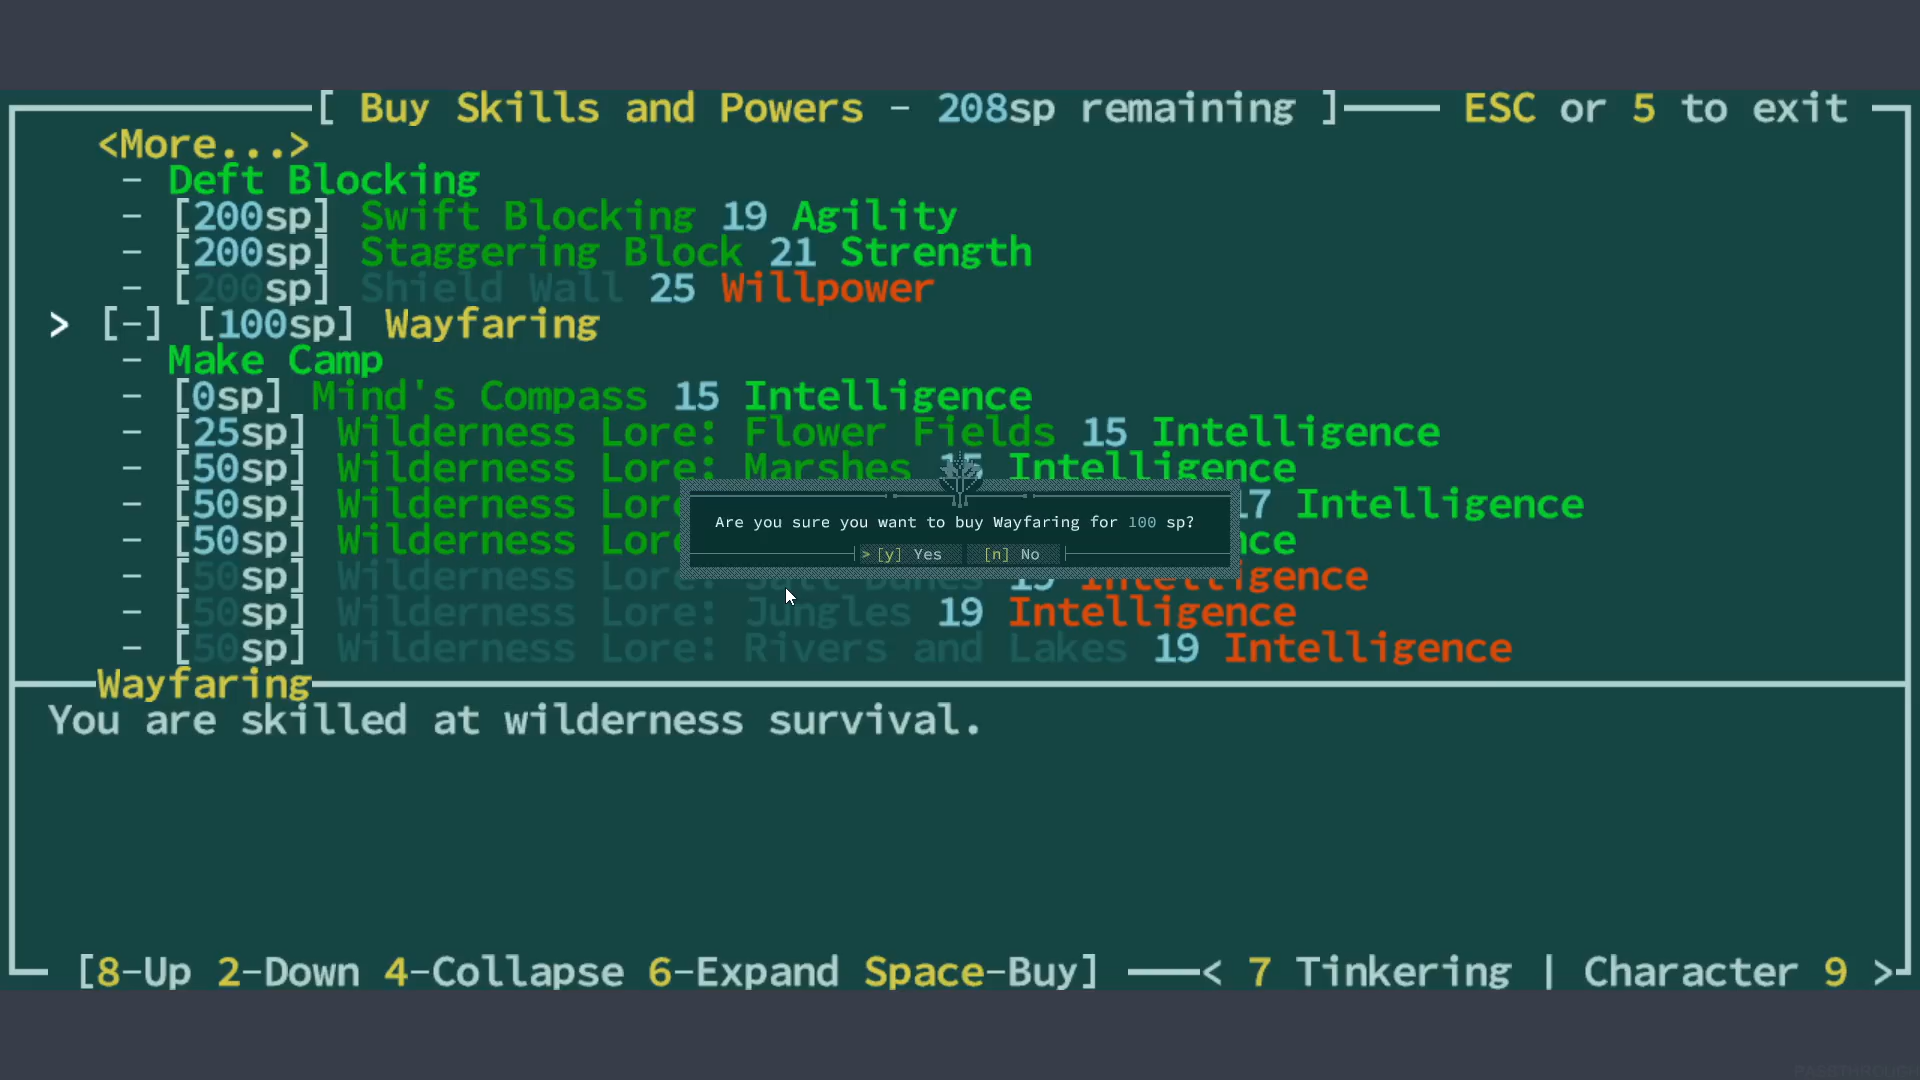 [ Buy Skills and Powers - 208sp remaining ] ESC or 5 to exit
<More...>
- Deft Blocking
- [200sp] Swift Blocking 19 Agility
- [200sp] Staggering Block 21 Strength
- [200sp] Shield Wall 25 Willpower
> [-] [100sp] Wayfaring
- Make Camp
- [0sp] Mind's Compass 15 Intelligence
- [25sp] Wilderness Lore: Flower Fields 15 Intelligence
- [50sp] Wilderness Lore: Marshes 15 Intelligence
- [50sp] Wilderness 17 Intelligence
- [50sp] Wilderness
- [50sp] Wilderness Lore: Intelligence
- [50sp] Wilderness Lore: Jungles 19 Intelligence
- [50sp] Wilderness Lore: Rivers and Lakes 19 Intelligence
Are you sure you want to buy Wayfaring for 100 sp?
> [y] Yes [n] No
Wayfaring
You are skilled at wilderness survival.
[8-Up 2-Down 4-Collapse 6-Expand Space-Buy] < 7 Tinkering | Character 9 >